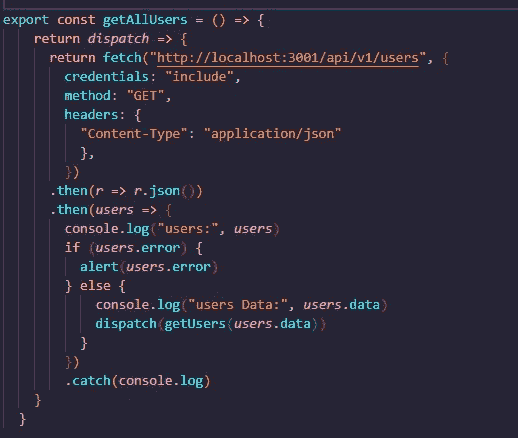 export const getAllUsers = () => {
return dispatch => {
return fetch("http://localhost:3001/api/v1/users", {
credentials: "include",
method: "GET",
headers: {
"Content-Type": "application/json"
},
})
.then(r => r.json())
.then(users => {
console.log("users:", users)
if (users.error) {
alert(users.error)
} else {
console.log("users Data:", users.data)
dispatch(getUsers(users.data))
}
})
.catch(console.log)
}
}